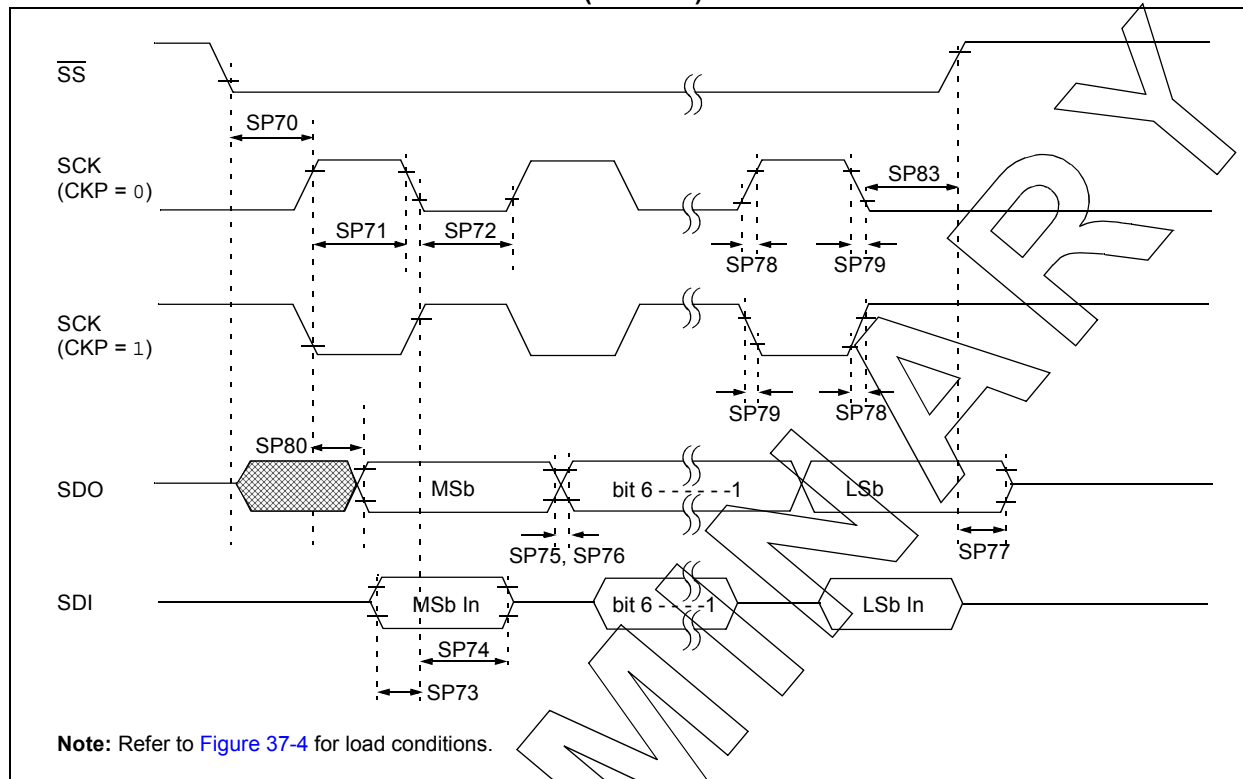 SS
SP70
SCK
(CKP = 0)
SP83
SP71
SP72
SP78
SP79
SCK
(CKP = 1)
SP79
SP78
SP80
SDO
MSb
bit 6 - - - - - -1
LSb
SP75, SP76
SP77
SDI
MSb In
bit 6 - - - -1
LSb In
SP74
SP73
Note: Refer to Figure 37-4 for load conditions.
MINARY